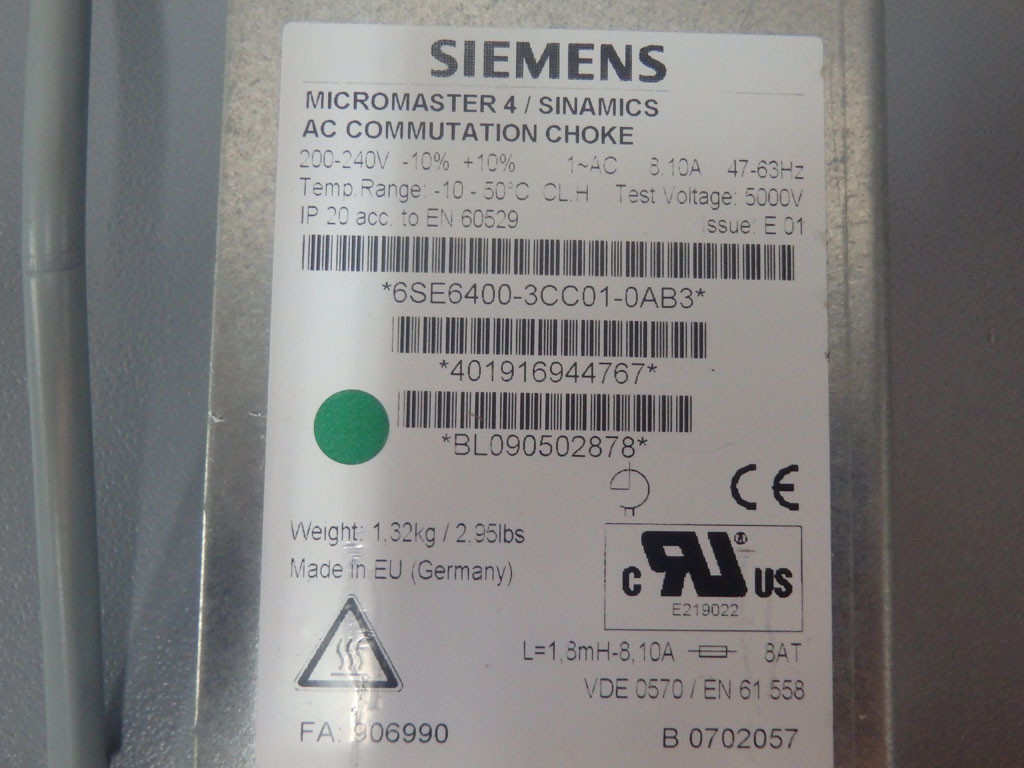 SIEMENS
MICROMASTER 4 / SINAMICS
AC COMMUTATION CHOKE
200-240V -10% +10% 1~AC 8.10A 47-63Hz
Temp.Range: -10 - 50°C CL.H Test Voltage: 5000V
IP 20 acc. to EN 60529 Issue: E 01
*6SE6400-3CC01-0AB3*
*401916944767*
*BL090502878*
CE
Weight: 1,32kg / 2,95lbs
Made in EU (Germany)
c RU ® US
E219022
L=1,8mH-8,10A 8AT
VDE 0570 / EN 61 558
FA: 906990 B 0702057